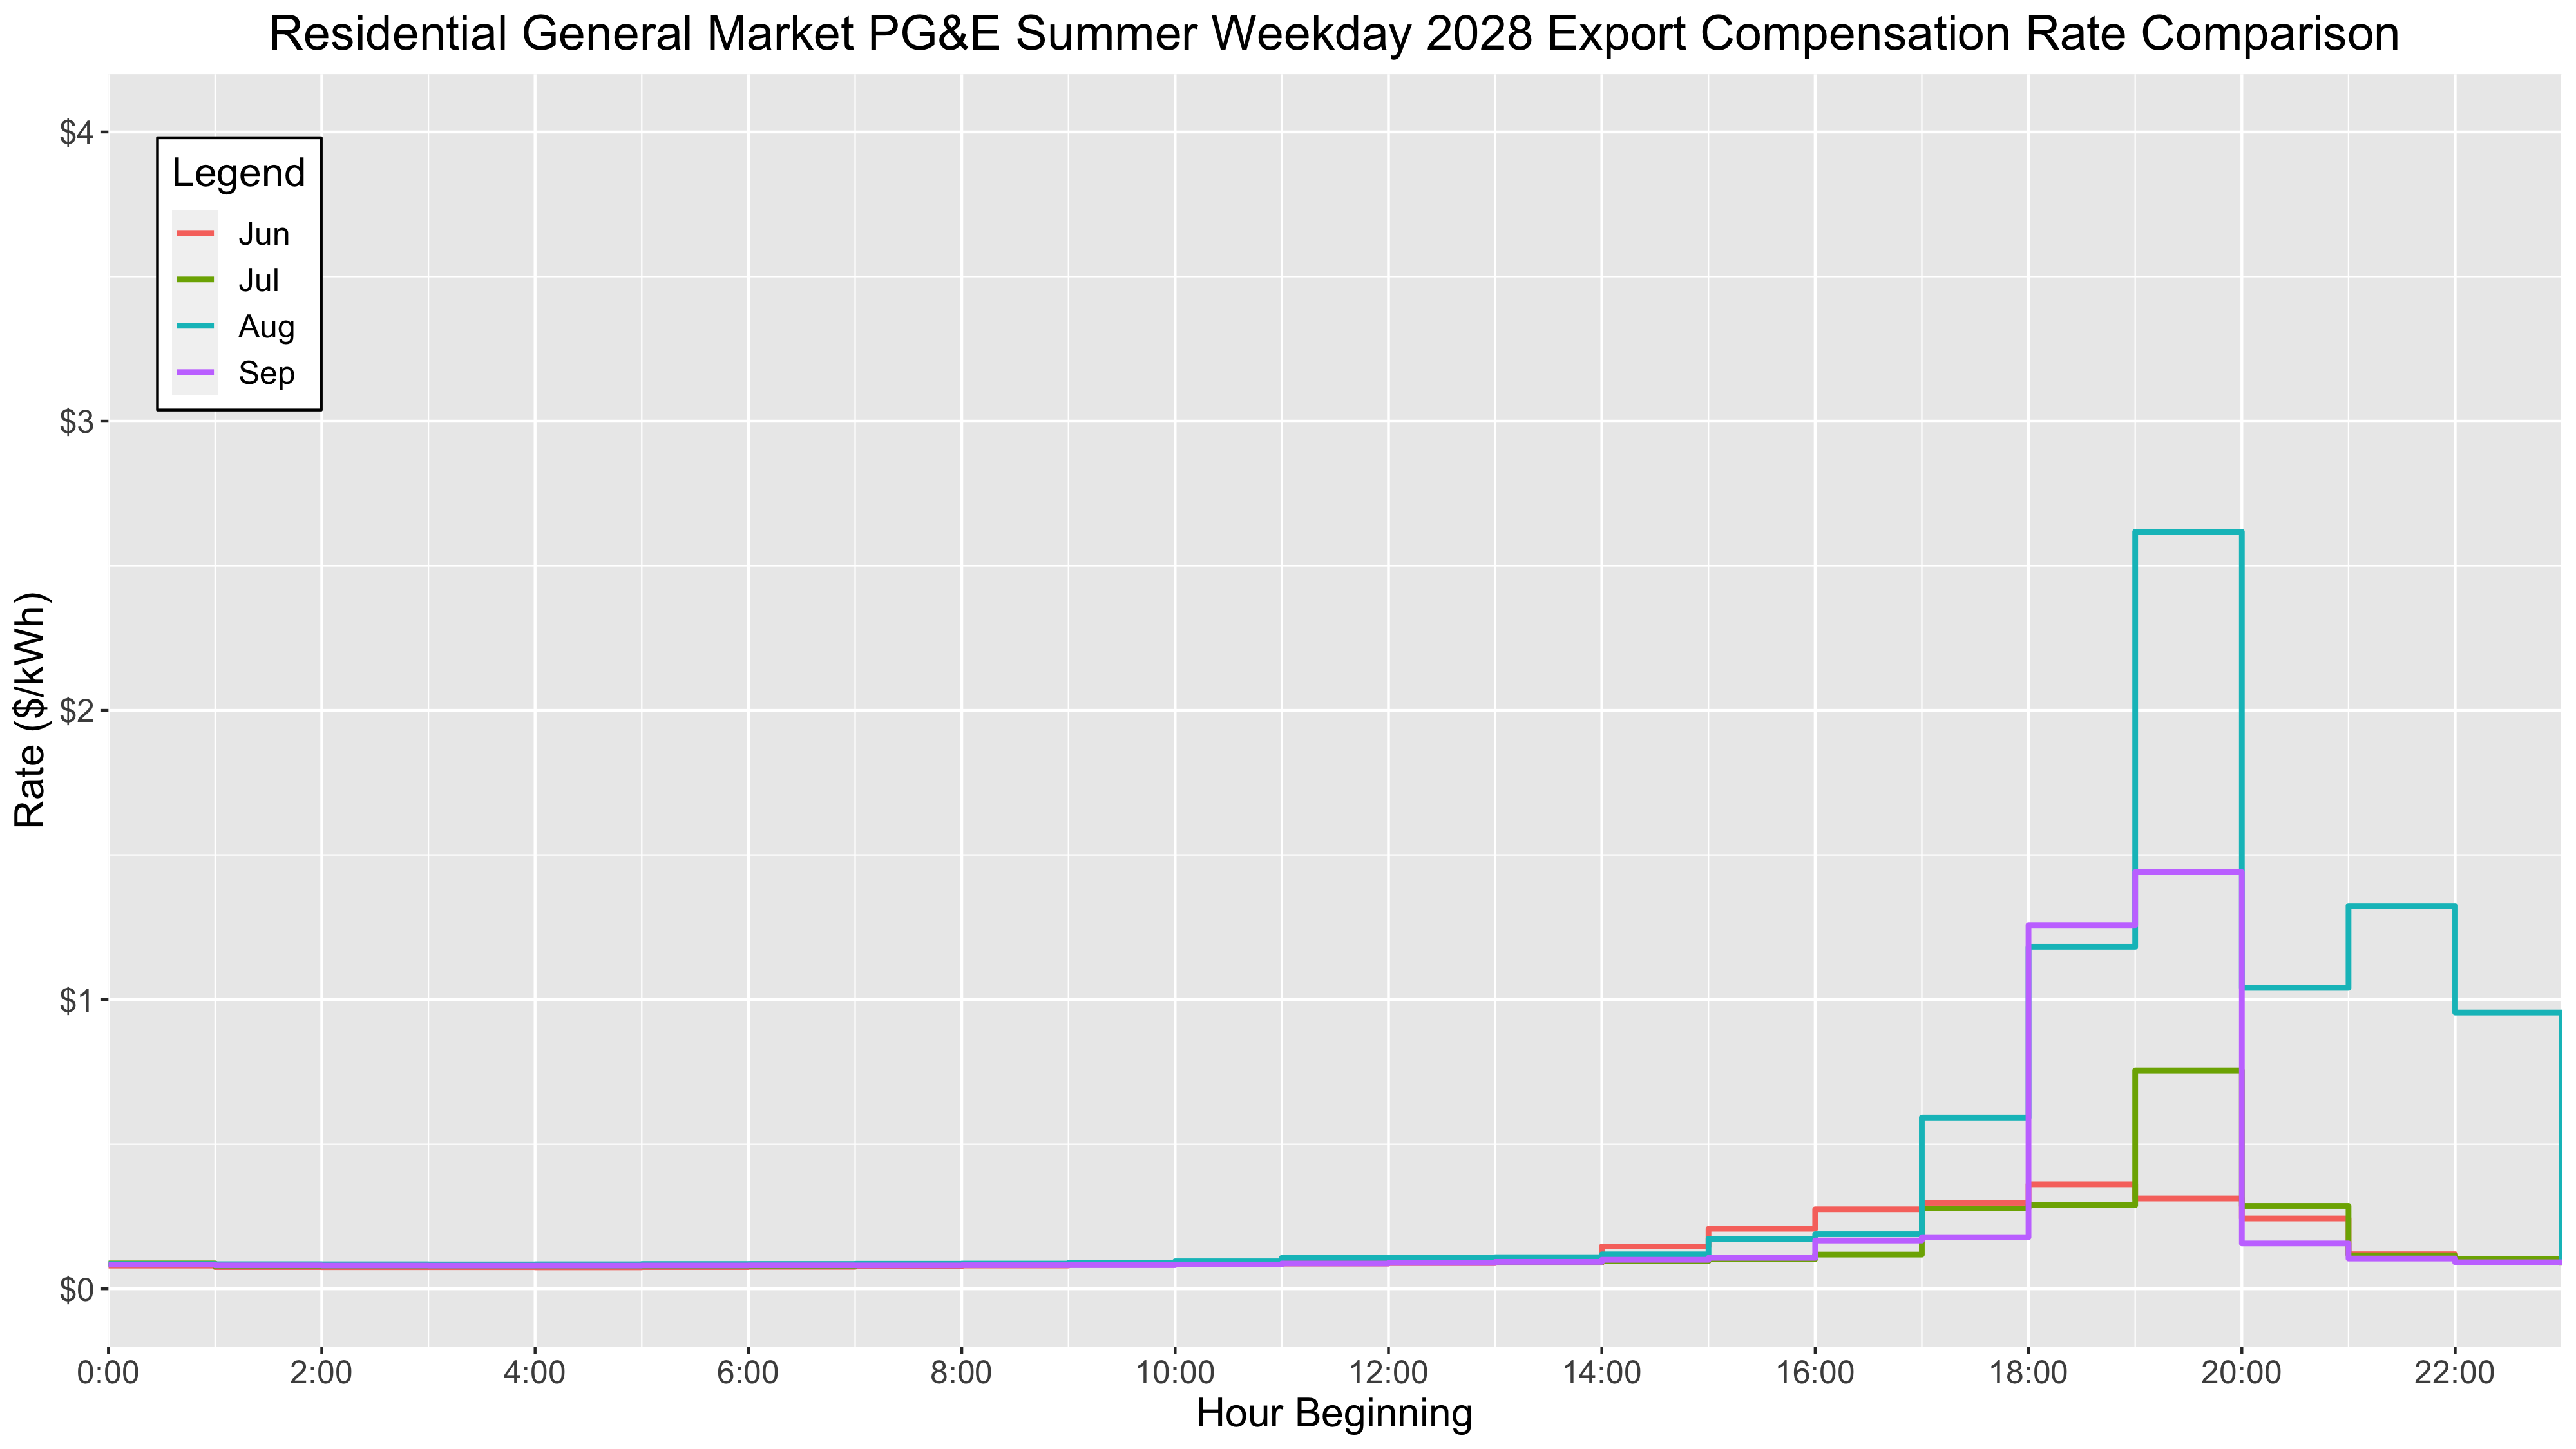 Residential General Market PG&E Summer Weekday 2028 Export Compensation Rate Comparison
$4
Legend
Jun
Jul
Aug
Sep
$3
$2
$1
$0
Rate ($/kWh)
0:00 2:00 4:00 6:00 8:00 10:00 12:00 14:00 16:00 18:00 20:00 22:00
Hour Beginning